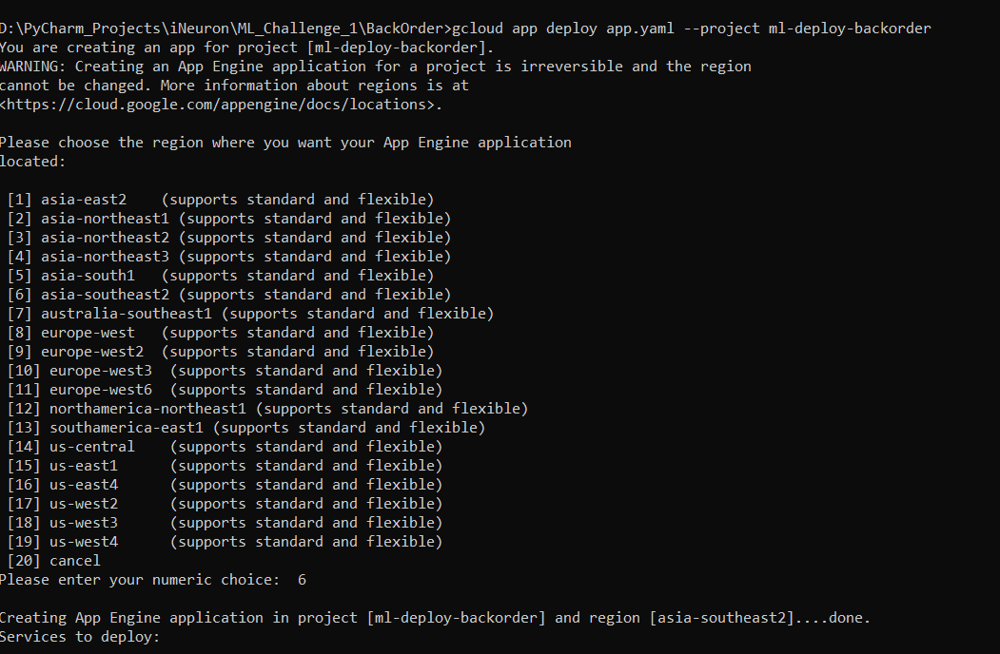 D:\PyCharm_Projects\iNeuron\ML_Challenge_1\BackOrder>gcloud app deploy app.yaml --project ml-deploy-backorder
You are creating an app for project [ml-deploy-backorder].
WARNING: Creating an App Engine application for a project is irreversible and the region
cannot be changed. More information about regions is at
<https://cloud.google.com/appengine/docs/locations>.
Please choose the region where you want your App Engine application
located:
[1] asia-east2    (supports standard and flexible)
[2] asia-northeast1 (supports standard and flexible)
[3] asia-northeast2 (supports standard and flexible)
[4] asia-northeast3 (supports standard and flexible)
[5] asia-south1   (supports standard and flexible)
[6] asia-southeast2 (supports standard and flexible)
[7] australia-southeast1 (supports standard and flexible)
[8] europe-west   (supports standard and flexible)
[9] europe-west2  (supports standard and flexible)
[10] europe-west3  (supports standard and flexible)
[11] europe-west6  (supports standard and flexible)
[12] northamerica-northeast1 (supports standard and flexible)
[13] southamerica-east1 (supports standard and flexible)
[14] us-central    (supports standard and flexible)
[15] us-east1      (supports standard and flexible)
[16] us-east4      (supports standard and flexible)
[17] us-west2      (supports standard and flexible)
[18] us-west3      (supports standard and flexible)
[19] us-west4      (supports standard and flexible)
[20] cancel
Please enter your numeric choice:  6
Creating App Engine application in project [ml-deploy-backorder] and region [asia-southeast2]....done.
Services to deploy: